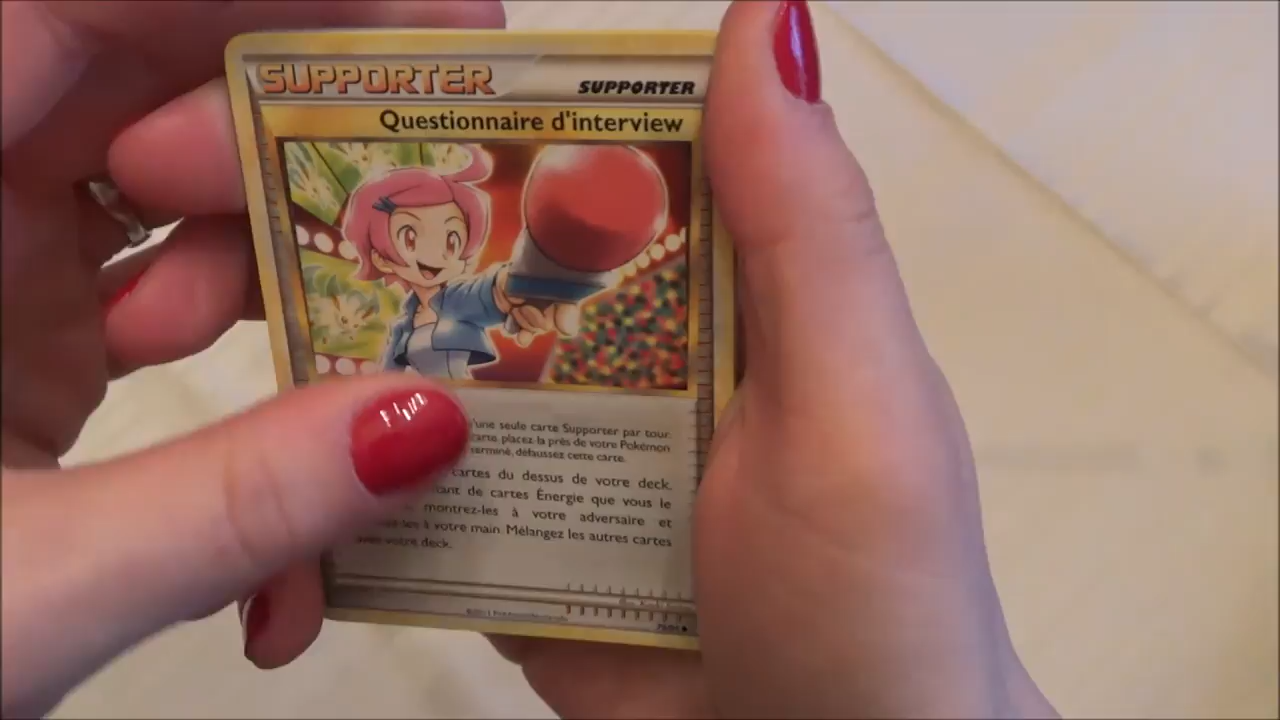 SUPPORTER SUPPORTER
Questionnaire d'interview
'une seule carte Supporter par tour.
carte, placez-la près de votre Pokémon
terminé, défaussez cette carte.
cartes du dessus de votre deck.
tant de cartes Énergie que vous le
montrez-les à votre adversaire et
à votre main. Mélangez les autres cartes
avec votre deck.